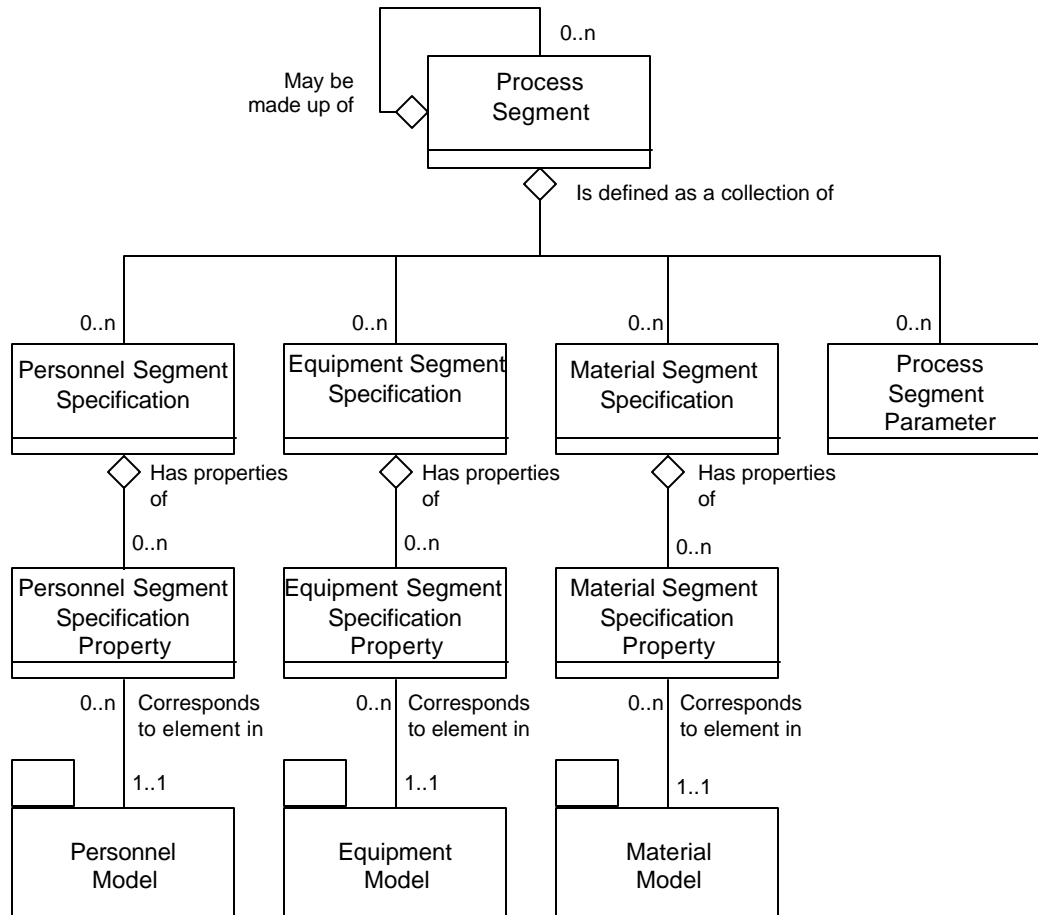 0..n
May be
made up of
Process
Segment
Is defined as a collection of
0..n
0..n
0..n
0..n
Personnel Segment
Specification
Equipment Segment
Specification
Material Segment
Specification
Process
Segment
Parameter
Has properties
of
Has properties
of
Has properties
of
0..n
0..n
0..n
Personnel Segment
Specification
Property
Equipment Segment
Specification
Property
Material Segment
Specification
Property
0..n
Corresponds
to element in
0..n
Corresponds
to element in
0..n
Corresponds
to element in
1..1
1..1
1..1
Personnel
Model
Equipment
Model
Material
Model